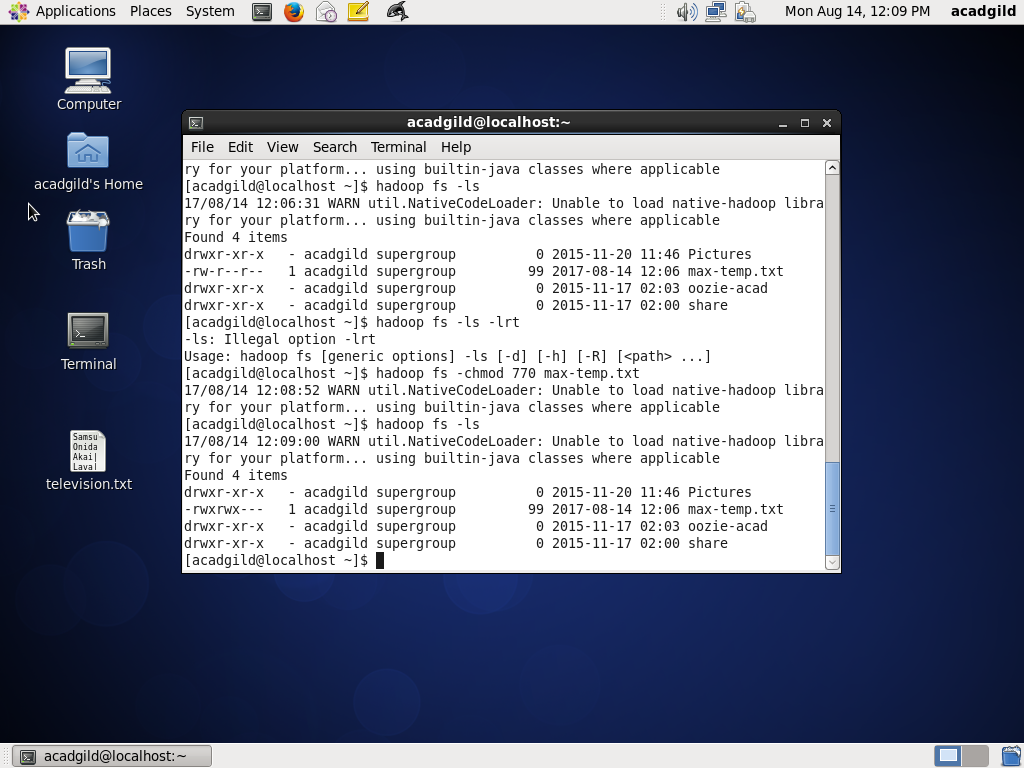 Applications Places System Mon Aug 14, 12:09 PM acadgild
Computer
acadgild's Home
Trash
Terminal
Samsu
Onida
Akai|
Lava|
television.txt
acadgild@localhost:~
File Edit View Search Terminal Help
ry for your platform... using builtin-java classes where applicable
[acadgild@localhost ~]$ hadoop fs -ls
17/08/14 12:06:31 WARN util.NativeCodeLoader: Unable to load native-hadoop libra
ry for your platform... using builtin-java classes where applicable
Found 4 items
drwxr-xr-x   - acadgild supergroup          0 2015-11-20 11:46 Pictures
-rw-r--r--   1 acadgild supergroup         99 2017-08-14 12:06 max-temp.txt
drwxr-xr-x   - acadgild supergroup          0 2015-11-17 02:03 oozie-acad
drwxr-xr-x   - acadgild supergroup          0 2015-11-17 02:00 share
[acadgild@localhost ~]$ hadoop fs -ls -lrt
-ls: Illegal option -lrt
Usage: hadoop fs [generic options] -ls [-d] [-h] [-R] [<path> ...]
[acadgild@localhost ~]$ hadoop fs -chmod 770 max-temp.txt
17/08/14 12:08:52 WARN util.NativeCodeLoader: Unable to load native-hadoop libra
ry for your platform... using builtin-java classes where applicable
[acadgild@localhost ~]$ hadoop fs -ls
17/08/14 12:09:00 WARN util.NativeCodeLoader: Unable to load native-hadoop libra
ry for your platform... using builtin-java classes where applicable
Found 4 items
drwxr-xr-x   - acadgild supergroup          0 2015-11-20 11:46 Pictures
-rwxrwx---   1 acadgild supergroup         99 2017-08-14 12:06 max-temp.txt
drwxr-xr-x   - acadgild supergroup          0 2015-11-17 02:03 oozie-acad
drwxr-xr-x   - acadgild supergroup          0 2015-11-17 02:00 share
[acadgild@localhost ~]$
acadgild@localhost:~